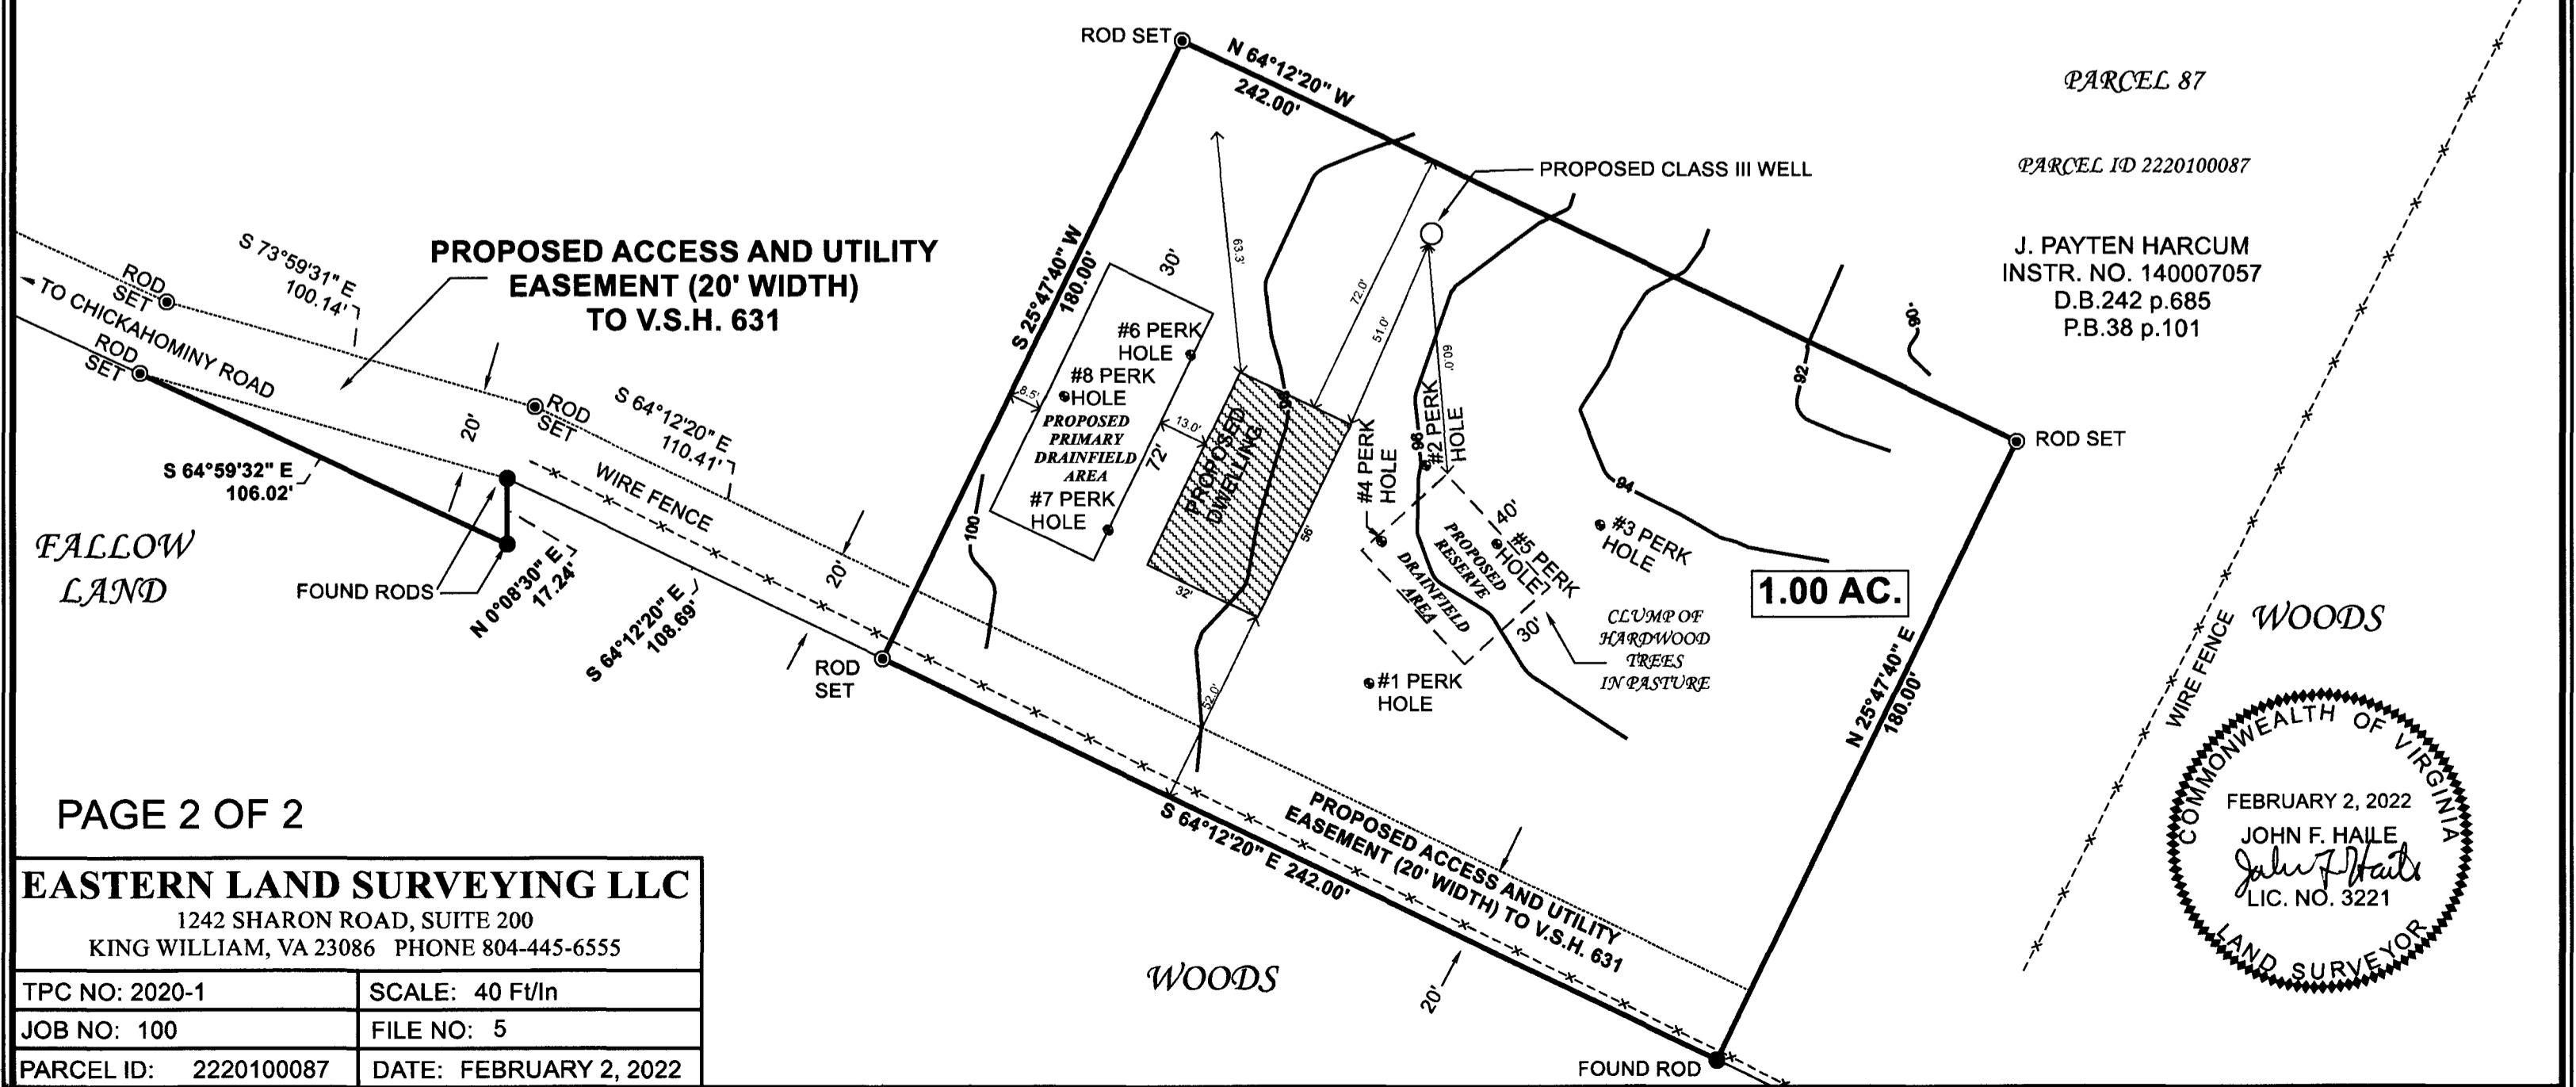 ROD SET
N 64°12'20" W
242.00'
PARCEL 87
PARCEL ID 2220100087
J. PAYTEN HARCUM
INSTR. NO. 140007057
D.B.242 p.685
P.B.38 p.101
PROPOSED CLASS III WELL
S 73°59'31" E
100.14'
PROPOSED ACCESS AND UTILITY
EASEMENT (20' WIDTH)
TO V.S.H. 631
ROD
SET
TO CHICKAHOMINY ROAD
ROD
SET
S 64°59'32" E
106.02'
20'
ROD
SET
S 64°12'20" E
110.41'
WIRE FENCE
20'
FALLOW
LAND
FOUND RODS
N 0°08'30" E
17.24'
S 64°12'20" E
108.69'
ROD
SET
S 25°47'40" W
180.00'
30'
63.3'
72.0'
51.0'
60.0'
#6 PERK
HOLE
#8 PERK
HOLE
8.5'
PROPOSED
PRIMARY
DRAINFIELD
AREA
13.0'
72'
#7 PERK
HOLE
100
PROPOSED
DWELLING
98
56'
32'
52.0'
#4 PERK
HOLE
96
#2 PERK
HOLE
40'
PROPOSED
RESERVE
DRAINFIELD
AREA
#5 PERK
HOLE
30'
#3 PERK
HOLE
94
92
90
ROD SET
1.00 AC.
CLUMP OF
HARDWOOD
TREES
IN PASTURE
#1 PERK
HOLE
N 25°47'40" E
180.00'
WIRE FENCE
WOODS
COMMONWEALTH OF VIRGINIA
FEBRUARY 2, 2022
JOHN F. HAILE
John F. Haile
LIC. NO. 3221
LAND SURVEYOR
PROPOSED ACCESS AND UTILITY
EASEMENT (20' WIDTH) TO V.S.H. 631
S 64°12'20" E 242.00'
20'
WOODS
FOUND ROD
PAGE 2 OF 2
EASTERN LAND SURVEYING LLC
1242 SHARON ROAD, SUITE 200
KING WILLIAM, VA 23086 PHONE 804-445-6555
TPC NO: 2020-1
SCALE: 40 Ft/In
JOB NO: 100
FILE NO: 5
PARCEL ID: 2220100087
DATE: FEBRUARY 2, 2022